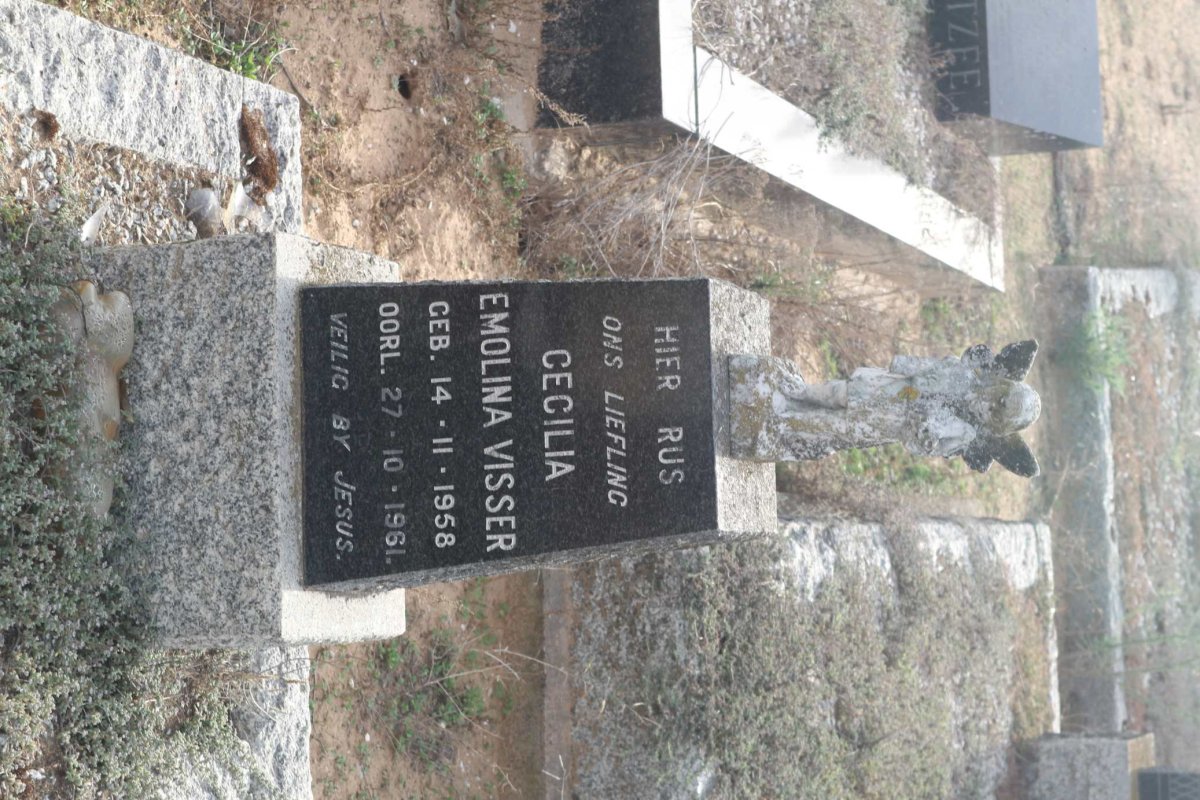 HIER RUS
ONS LIEFLING
CECILIA
EMOLINA VISSER
GEB. 14·11·1958
OORL. 27·10·1961.
VEILIG BY JESUS.